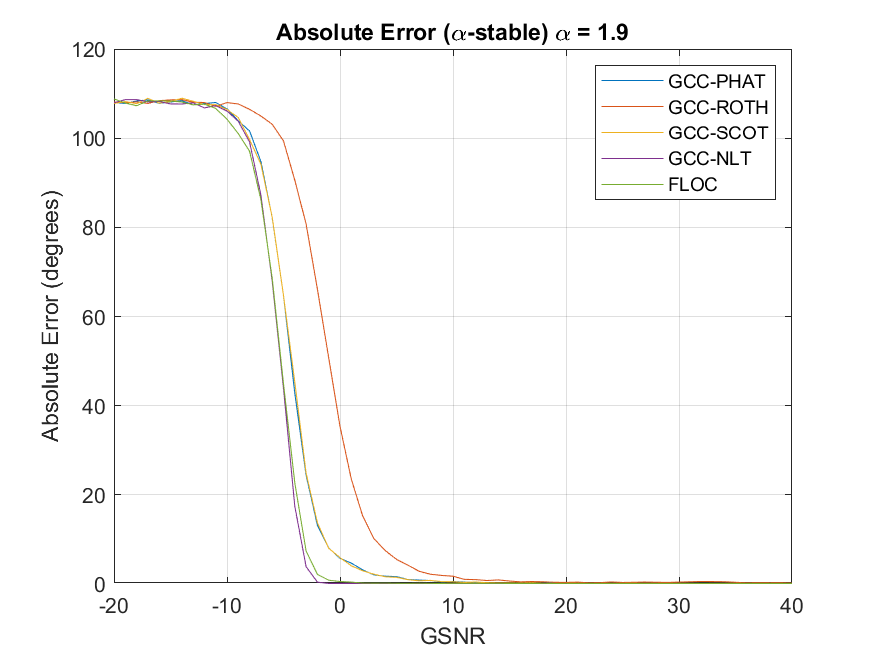 Absolute Error (α-stable) α = 1.9
120
100
80
60
40
20
0
Absolute Error (degrees)
GCC-PHAT
GCC-ROTH
GCC-SCOT
GCC-NLT
FLOC
-20
-10
0
10
20
30
40
GSNR